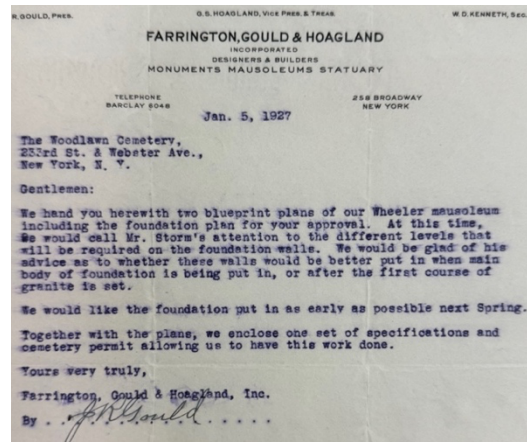 R. GOULD, PRES.
G. S. HOAGLAND, VICE PRES. & TREAS.
W. D. KENNETH, SEC.
FARRINGTON, GOULD & HOAGLAND
INCORPORATED
DESIGNERS & BUILDERS
MONUMENTS MAUSOLEUMS STATUARY
TELEPHONE
BARCLAY 6048
258 BROADWAY
NEW YORK
Jan. 5, 1927
The Woodlawn Cemetery,
233rd St. & Webster Ave.,
New York, N. Y.
Gentlemen:
We hand you herewith two blueprint plans of our Wheeler mausoleum
including the foundation plan for your approval. At this time,
We would call Mr. Storm's attention to the different levels that
will be required on the foundation walls. We would be glad of his
advice as to whether these walls would be better put in when main
body of foundation is being put in, or after the first course of
granite is set.
We would like the foundation put in as early as possible next Spring.
Together with the plans, we enclose one set of specifications and
cemetery permit allowing us to have this work done.
Yours very truly,
Farrington, Gould & Hoagland, Inc.
By . J. R. Gould . . . . .